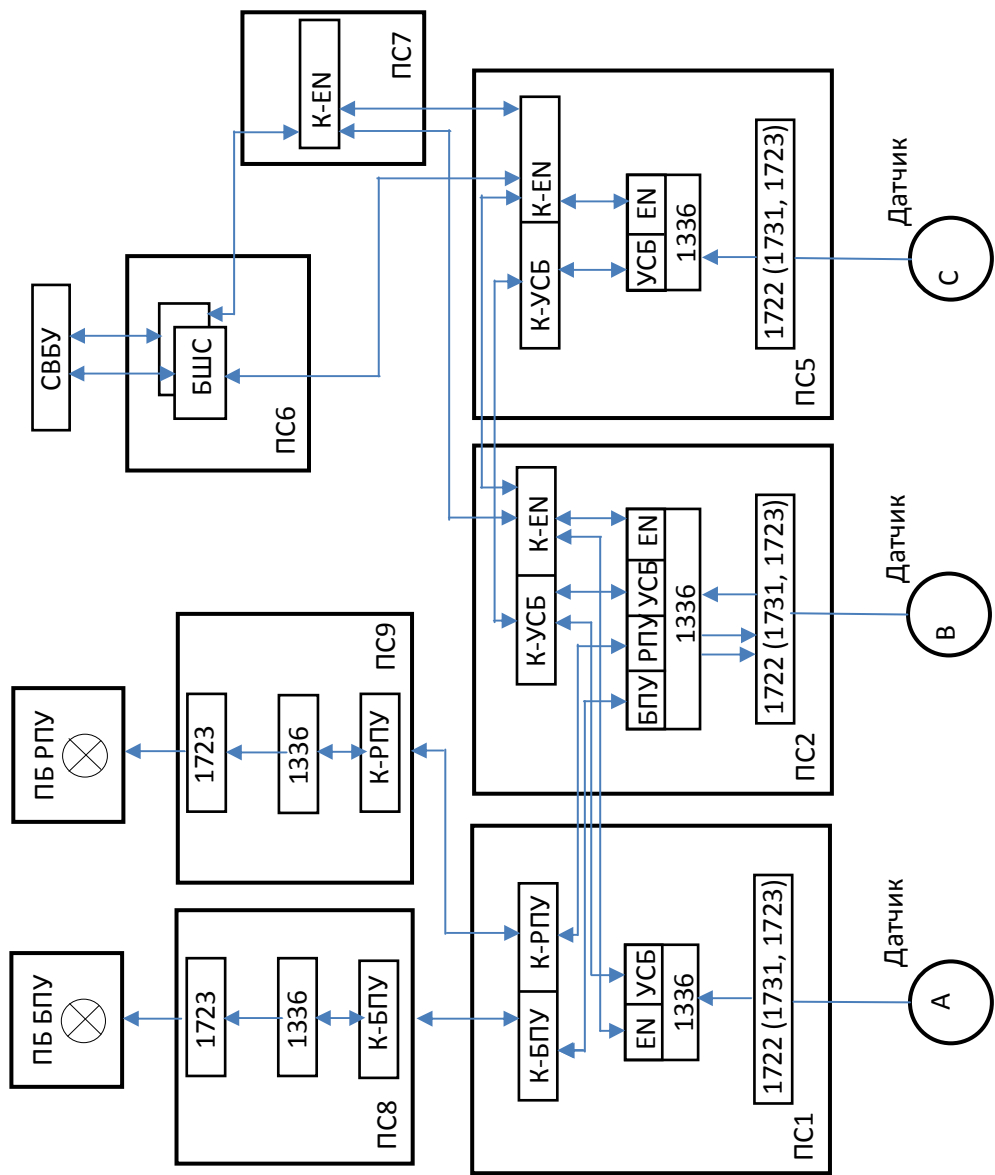 ПБ БПУ
ПБ РПУ
СВБУ
1723
1336
К-БПУ
ПС8
1723
1336
К-РПУ
ПС9
БШС
ПС6
К-EN
ПС7
К-БПУ
К-РПУ
EN
УСБ
1336
1722 (1731, 1723)
ПС1
К-УСБ
К-EN
БПУ
РПУ
УСБ
EN
1336
1722 (1731, 1723)
ПС2
К-УСБ
К-EN
УСБ
EN
1336
1722 (1731, 1723)
ПС5
Датчик
A
Датчик
B
Датчик
C